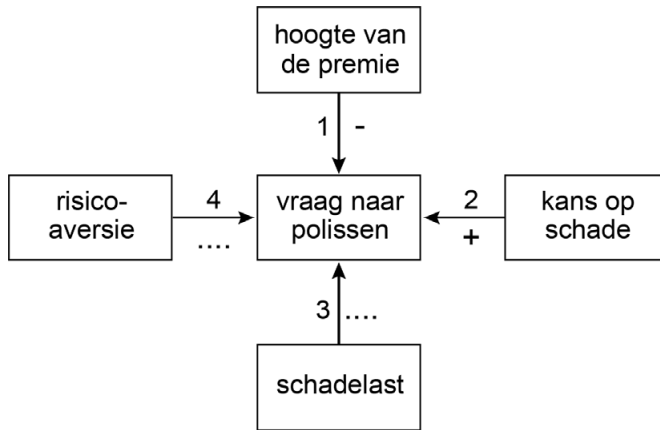 hoogte van
de premie
1 -
risico-
aversie
4
....
vraag naar
polissen
2
+
kans op
schade
3 ....
schadelast